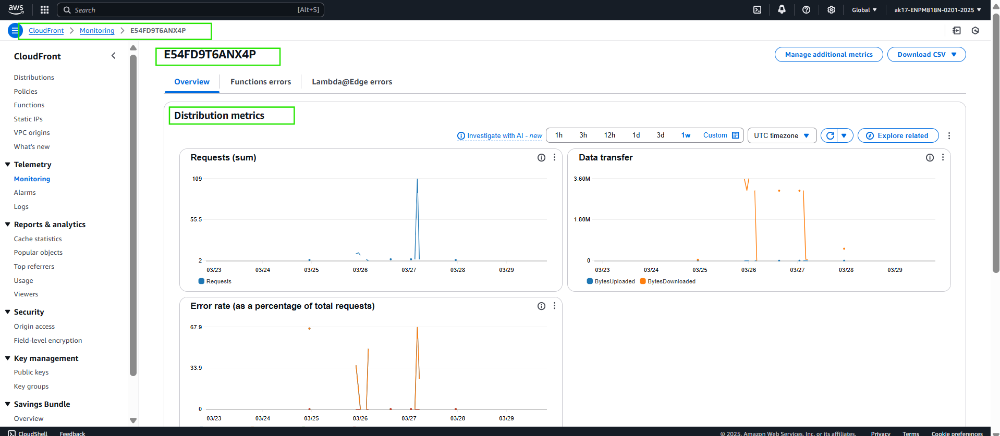 aws
Search [Alt+S]
Global ak17-ENPM818N-0201-2025
CloudFront > Monitoring > E54FD9T6ANX4P
CloudFront
Distributions
Policies
Functions
Static IPs
VPC origins
What's new
Telemetry
Monitoring
Alarms
Logs
Reports & analytics
Cache statistics
Popular objects
Top referrers
Usage
Viewers
Security
Origin access
Field-level encryption
Key management
Public keys
Key groups
Savings Bundle
Overview
E54FD9T6ANX4P
Manage additional metrics Download CSV
Overview Functions errors Lambda@Edge errors
Distribution metrics
Investigate with AI - new 1h 3h 12h 1d 3d 1w Custom UTC timezone Explore related
Requests (sum)
109
55.5
2
03/23 03/24 03/25 03/26 03/27 03/28 03/29
Requests
Data transfer
3.60M
1.80M
0
03/23 03/24 03/25 03/26 03/27 03/28 03/29
BytesUploaded BytesDownloaded
Error rate (as a percentage of total requests)
67.9
33.9
0
03/23 03/24 03/25 03/26 03/27 03/28 03/29
CloudShell Feedback © 2025, Amazon Web Services, Inc. or its affiliates. Privacy Terms Cookie preferences